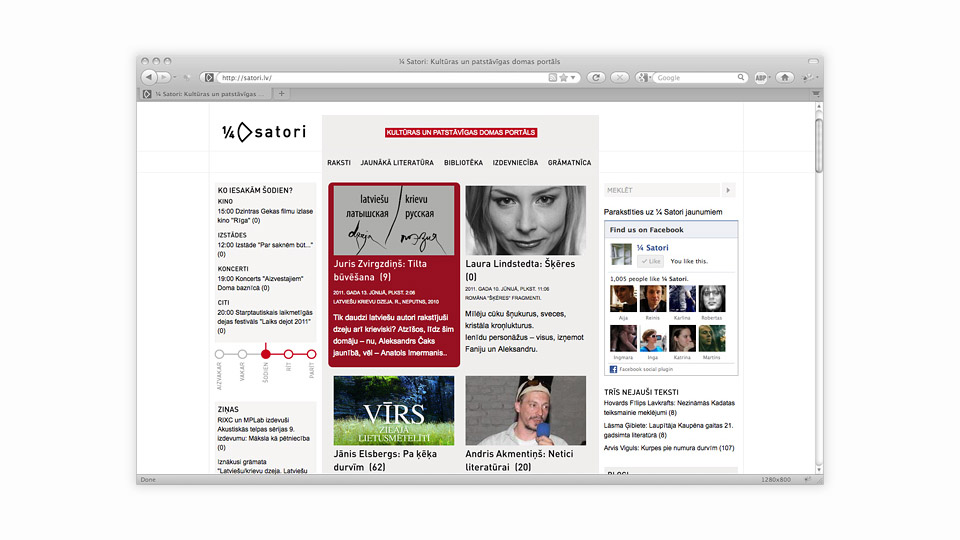 ¼ Satori: Kultūras un patstāvīgas domas portāls
http://satori.lv/
Google
ABP
¼ Satori: Kultūras un patstāvīgas ...
¼ satori
KULTŪRAS UN PATSTĀVĪGAS DOMAS PORTĀLS
RAKSTI JAUNĀKĀ LITERATŪRA BIBLIOTĒKA IZDEVNIECĪBA GRĀMATNĪCA
KO IESAKĀM ŠODIEN?
KINO
15:00 Dzintras Gekas filmu izlase
kino "Rīga" (0)
IZSTĀDES
12:00 Izstāde "Par saknēm būt..."
(0)
KONCERTI
19:00 Koncerts "Aizvestajiem"
Doma baznīcā (0)
CITI
20:00 Starptautiskais laikmetīgās
dejas festivāls "Laiks dejot 2011"
(0)
AIZVAKAR
VAKAR
ŠODIEN
RĪT
PARĪT
ZIŅAS
RIXC un MPLab izdevuši
Akustiskās telpas sērijas 9.
izdevumu: Māksla kā pētniecība
(0)
Iznākusi grāmata
"Latviešu/krievu dzeja. Latviešu
latviešu krievu
латышская русская
dzeja поэзия
Juris Zvirgzdiņš: Tilta
būvēšana (9)
2011. GADA 13. JŪNIJĀ, PLKST. 2:06
LATVIEŠU KRIEVU DZEJA. R., NEPUTNS, 2010
Tik daudzi latviešu autori rakstījuši
dzeju arī krieviski? Atzīšos, līdz šim
domāju – nu, Aleksandrs Čaks
jaunībā, vēl – Anatols Imermanis..
Laura Lindstedta: Šķēres
(0)
2011. GADA 10. JŪNIJĀ, PLKST. 11:05
ROMĀNA "ŠĶĒRES" FRAGMENTI.
Mīlēju cūku šņukurus, sveces,
kristāla kroņlukturus.
Ienīdu personāžus – visus, izņemot
Faniju un Aleksandru.
VĪRS
ZILAJĀ
LIETUSMĒTELĪTĪ
Jānis Elsbergs: Pa ķēķa
durvīm (62)
Andris Akmentiņš: Netici
literatūrai (20)
MEKLĒT
Parakstīties uz ¼ Satori jaunumiem
Find us on Facebook
¼ Satori
Like You like this.
1,005 people like ¼ Satori.
Aija Reinis Karlina Robertas
Ingmara Inga Katrina Martins
Facebook social plugin
TRĪS NEJAUŠI TEKSTI
Hovards Filips Lavkrafts: Nezināmās Kadatas
teiksmainie meklējumi (8)
Lāsma Gibiete: Laupītāja Kaupēna gaitas 21.
gadsimta literatūrā (8)
Arvis Viguls: Kurpes pie numura durvīm (107)
BLOGI
Done
1280x800